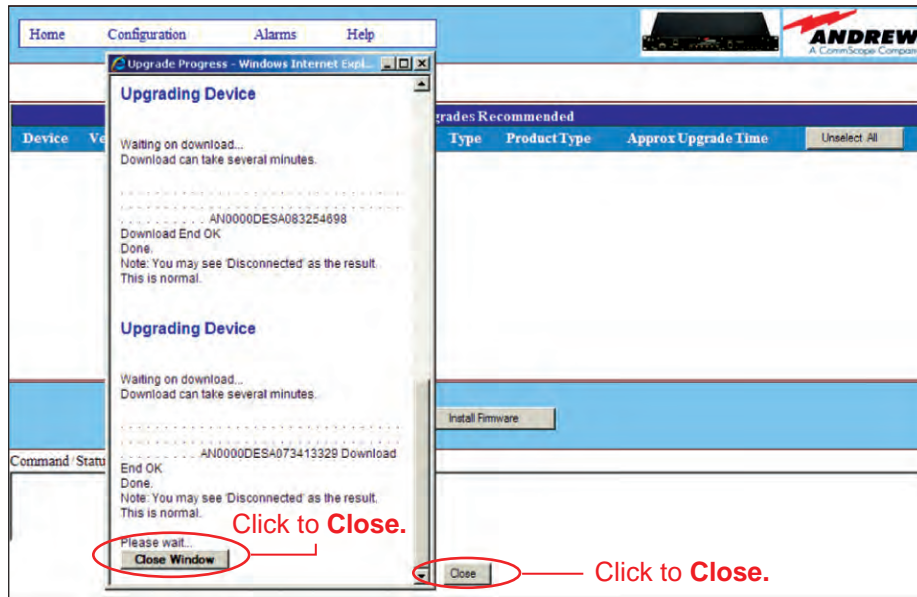 Home Configuration Alarms Help
ANDREW
A CommScope Compan
Upgrade Progress - Windows Internet Expl...
Upgrading Device
grades Recommended
Device Ve Type ProductType Approx Upgrade Time Unselect All
Waiting on download...
Download can take several minutes.
. . . . . . . . . . . . . . . . . . . . . . . . . . . . . . . .
. . . . . . . . . . . . . . . . . . . . . . . . . . . . . . . .
. . . . . . . . . . AN0000DESA083254698
Download End OK
Done.
Note: You may see 'Disconnected' as the result.
This is normal.
Upgrading Device
Waiting on download...
Download can take several minutes.
. . . . . . . . . . . . . . . . . . . . . . . . . . . . . . . .
. . . . . . . . . . . . . . . . . . . . . . . . . . . . . . . .
. . . . . . . . . AN0000DESA073413329 Download
End OK
Done.
Note: You may see 'Disconnected' as the result.
This is normal.
Please wait...
Close Window
Install Firmware
Command Statu
Click to Close.
Close
Click to Close.